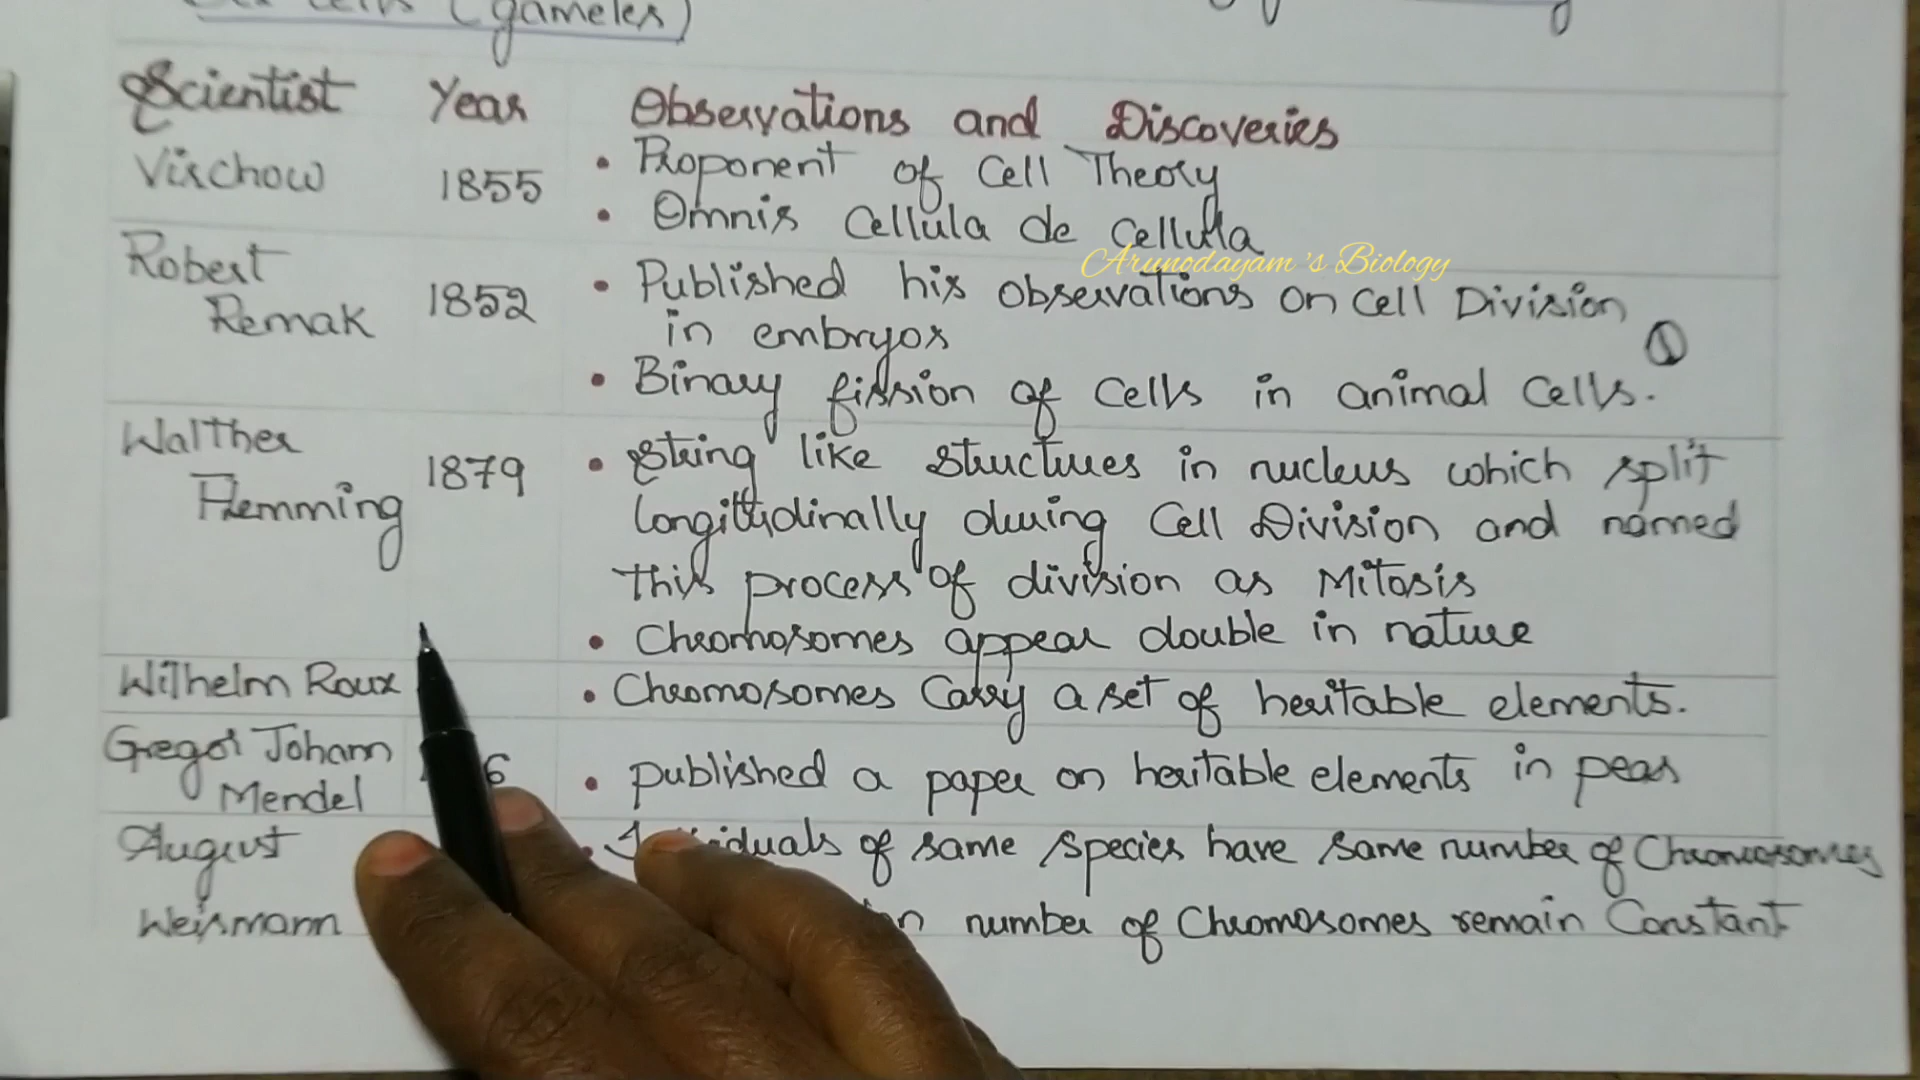 (gametes)
Scientist Year Observations and Discoveries
Virchow 1855 • Proponent of Cell Theory
• Omnis Cellula de Cellula
Arunodayam's Biology
Robert Remak 1852 • Published his observations on Cell Division
in embryos
1
• Binary fission of Cells in animal Cells.
Walther Flemming 1879 • String like structures in nucleus which split
longittudinally during Cell Division and named
this process of division as Mitosis
• Chromosomes appear double in nature
Wilhelm Roux • Chromosomes Carry a set of heritable elements.
Gregor Johann Mendel 6 • published a paper on heritable elements in peas
August Weismann of same species have same number of Chromosomes
number of Chromosomes remain Constant